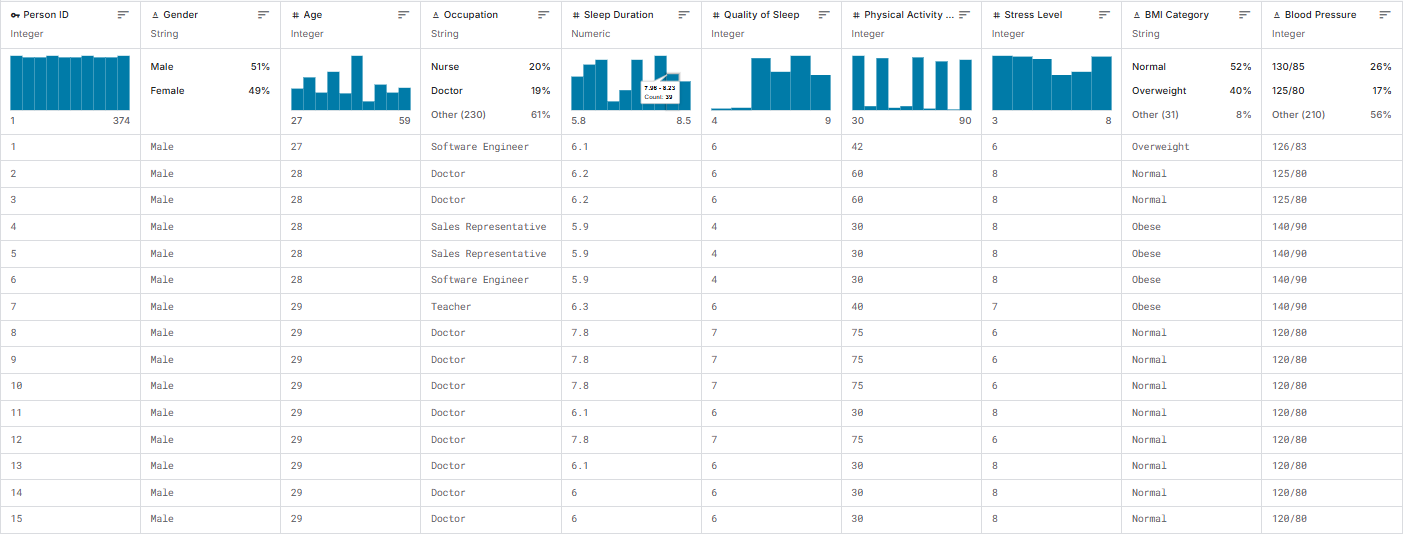 Person ID Gender Age Occupation Sleep Duration Quality of Sleep Physical Activity ... Stress Level BMI Category Blood Pressure
Integer String Integer String Numeric Integer Integer Integer String Integer
Male 51% Nurse 20% Normal 52% 130/85 26%
7.96 - 8.23
Female 49% Doctor 19% Overweight 40% 125/80 17%
Count: 39
Other (230) 61% Other (31) 8% Other (210) 56%
1 374 27 59 5.8 8.5 4 9 30 90 3 8
1 Male 27 Software Engineer 6.1 6 42 6 Overweight 126/83
2 Male 28 Doctor 6.2 6 60 8 Normal 125/80
3 Male 28 Doctor 6.2 6 60 8 Normal 125/80
4 Male 28 Sales Representative 5.9 4 30 8 Obese 140/90
5 Male 28 Sales Representative 5.9 4 30 8 Obese 140/90
6 Male 28 Software Engineer 5.9 4 30 8 Obese 140/90
7 Male 29 Teacher 6.3 6 40 7 Obese 140/90
8 Male 29 Doctor 7.8 7 75 6 Normal 120/80
9 Male 29 Doctor 7.8 7 75 6 Normal 120/80
10 Male 29 Doctor 7.8 7 75 6 Normal 120/80
11 Male 29 Doctor 6.1 6 30 8 Normal 120/80
12 Male 29 Doctor 7.8 7 75 6 Normal 120/80
13 Male 29 Doctor 6.1 6 30 8 Normal 120/80
14 Male 29 Doctor 6 6 30 8 Normal 120/80
15 Male 29 Doctor 6 6 30 8 Normal 120/80